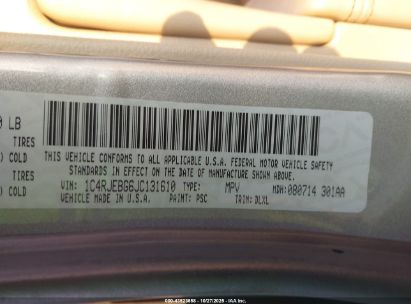 0 LB
TIRES
) COLD
TIRES
) COLD
THIS VEHICLE CONFORMS TO ALL APPLICABLE U.S.A. FEDERAL MOTOR VEHICLE SAFETY
STANDARDS IN EFFECT ON THE DATE OF MANUFACTURE SHOWN ABOVE.
VIN: 1C4RJEBG6JC131610 TYPE: MPV MDH: 080714 301AA
VEHICLE MADE IN U.S.A. PAINT: PSC TRIM: DLXL